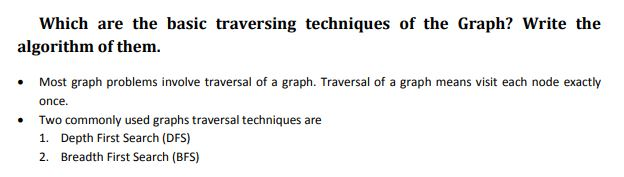 Which are the basic traversing techniques of the Graph? Write the
algorithm of them.
• Most graph problems involve traversal of a graph. Traversal of a graph means visit each node exactly
once.
• Two commonly used graphs traversal techniques are
1. Depth First Search (DFS)
2. Breadth First Search (BFS)